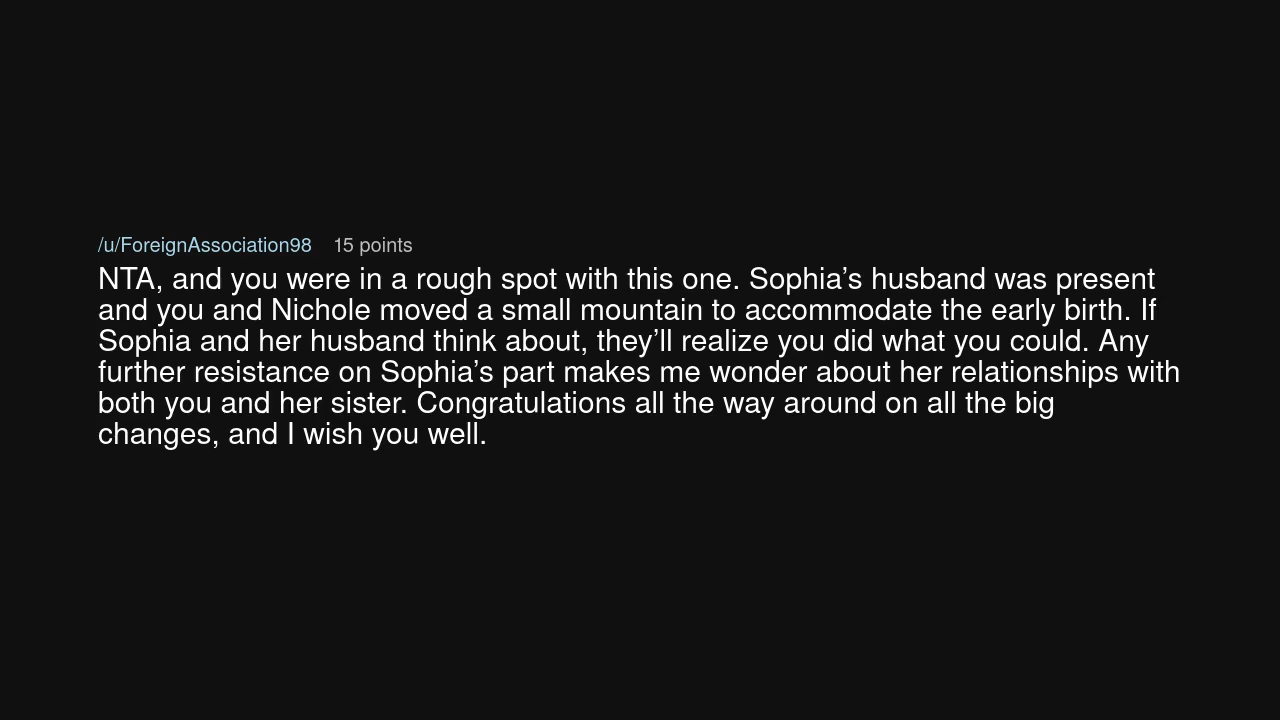 /u/ForeignAssociation98 15 points
NTA, and you were in a rough spot with this one. Sophia’s husband was present
and you and Nichole moved a small mountain to accommodate the early birth. If
Sophia and her husband think about, they’ll realize you did what you could. Any
further resistance on Sophia’s part makes me wonder about her relationships with
both you and her sister. Congratulations all the way around on all the big
changes, and I wish you well.